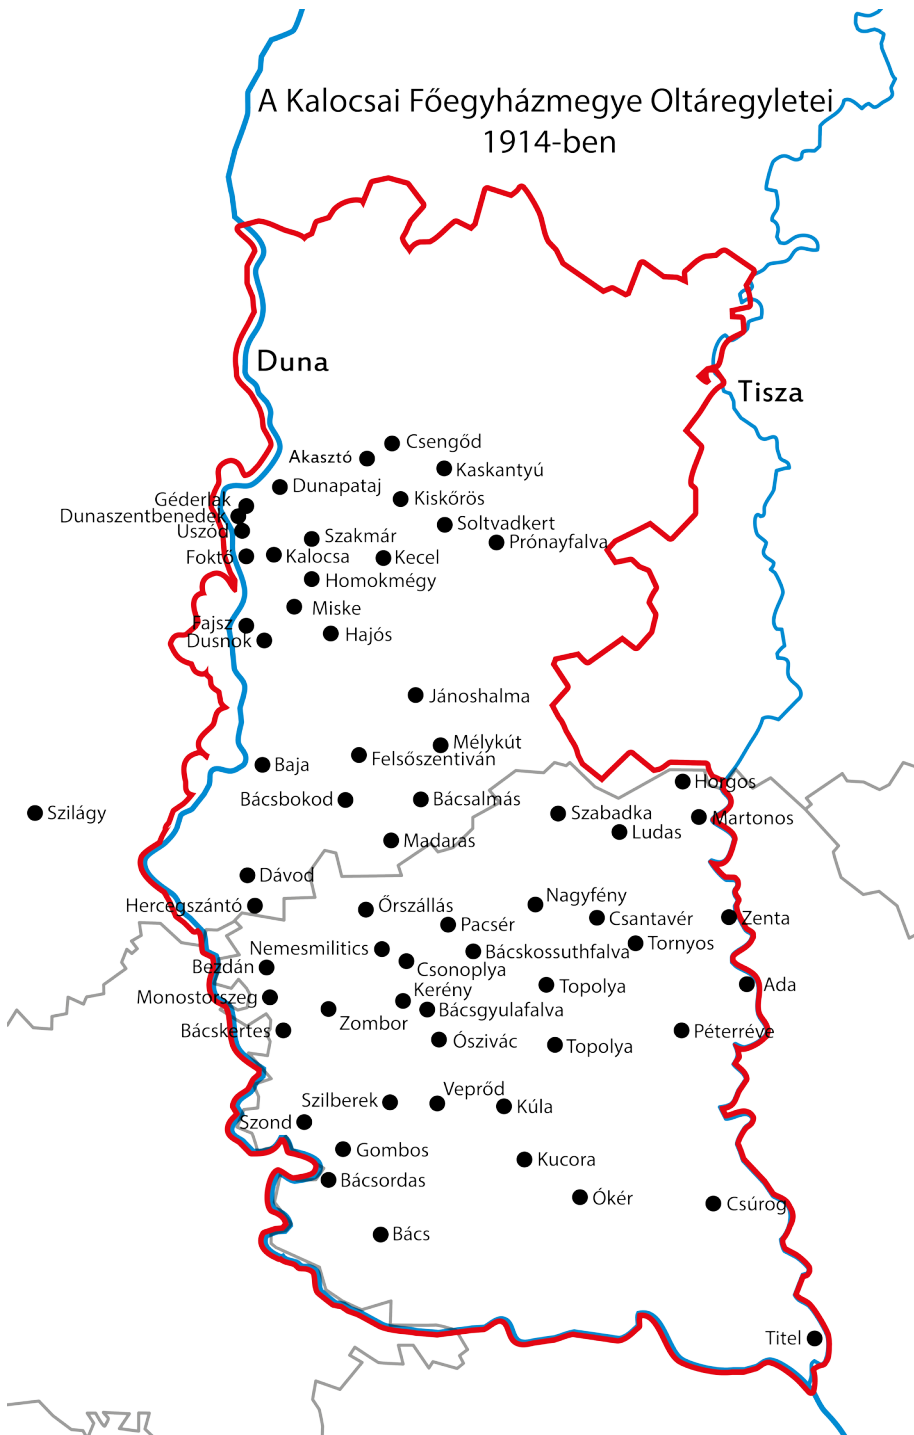 A Kalocsai Főegyházmegye Oltáregyletei
1914-ben
Duna
Tisza
Csengőd
Akasztó
Kaskantyú
Dunapataj
Géderlak
Kiskőrös
Dunaszentbenedek
Soltvadkert
Uszód
Szakmár
Prónayfalva
Foktő
Kalocsa
Kecel
Homokmégy
Miske
Fajsz
Hajós
Dusnok
Jánoshalma
Mélykút
Felsőszentiván
Baja
Horgos
Bácsbokod
Bácsalmás
Szilágy
Szabadka
Martonos
Ludas
Madaras
Dávod
Nagyfény
Hercegszántó
Őrszállás
Csantavér
Zenta
Pacsér
Tornyos
Nemesmilitics
Bácskossuthfalva
Bezdán
Csonoplya
Topolya
Ada
Kerény
Monostorszeg
Bácsgyulafalva
Zombor
Bácskertes
Péterréve
Ószivác
Topolya
Veprőd
Szilberek
Kúla
Szond
Gombos
Kucora
Bácsordas
Ókér
Csúrog
Bács
Titel